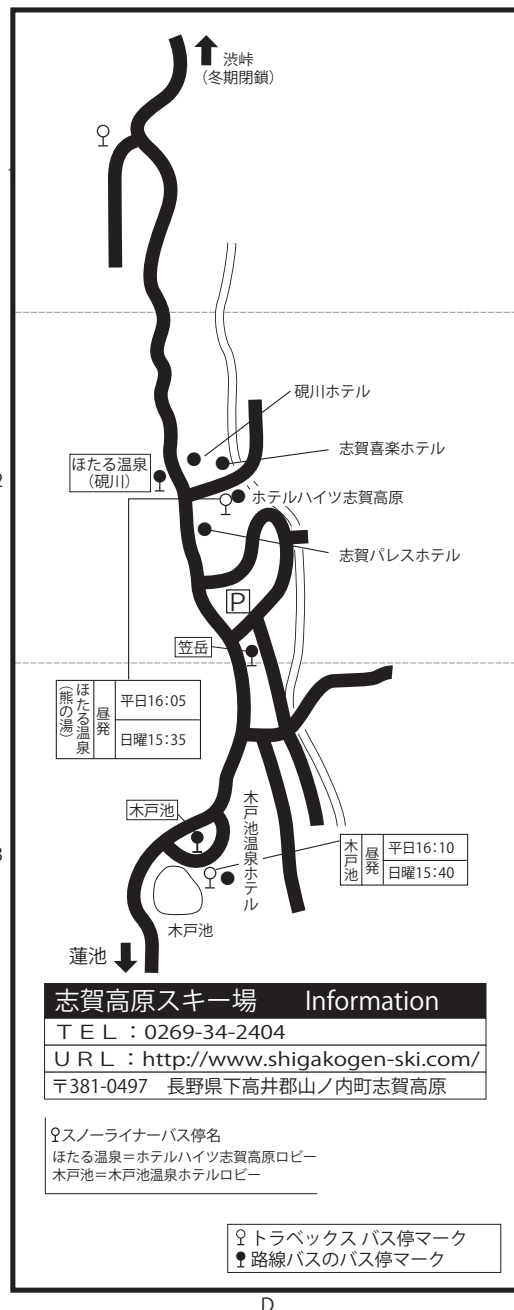 渋峠
(冬期閉鎖)
硯川ホテル
志賀喜楽ホテル
ほたる温泉
(硯川)
2
ホテルハイツ志賀高原
志賀パレスホテル
P
笠岳
ほたる温泉
(熊の湯)
昼発
平日16:05
日曜15:35
木戸池
木戸池温泉ホテル
3
木戸池
昼発
平日16:10
日曜15:40
木戸池
蓮池
志賀高原スキー場 Information
ＴＥＬ：0269-34-2404
ＵＲＬ：http://www.shigakogen-ski.com/
〒381-0497 長野県下高井郡山ノ内町志賀高原
スノーライナーバス停名
ほたる温泉＝ホテルハイツ志賀高原ロビー
木戸池＝木戸池温泉ホテルロビー
トラベックス バス停マーク
路線バスのバス停マーク
D